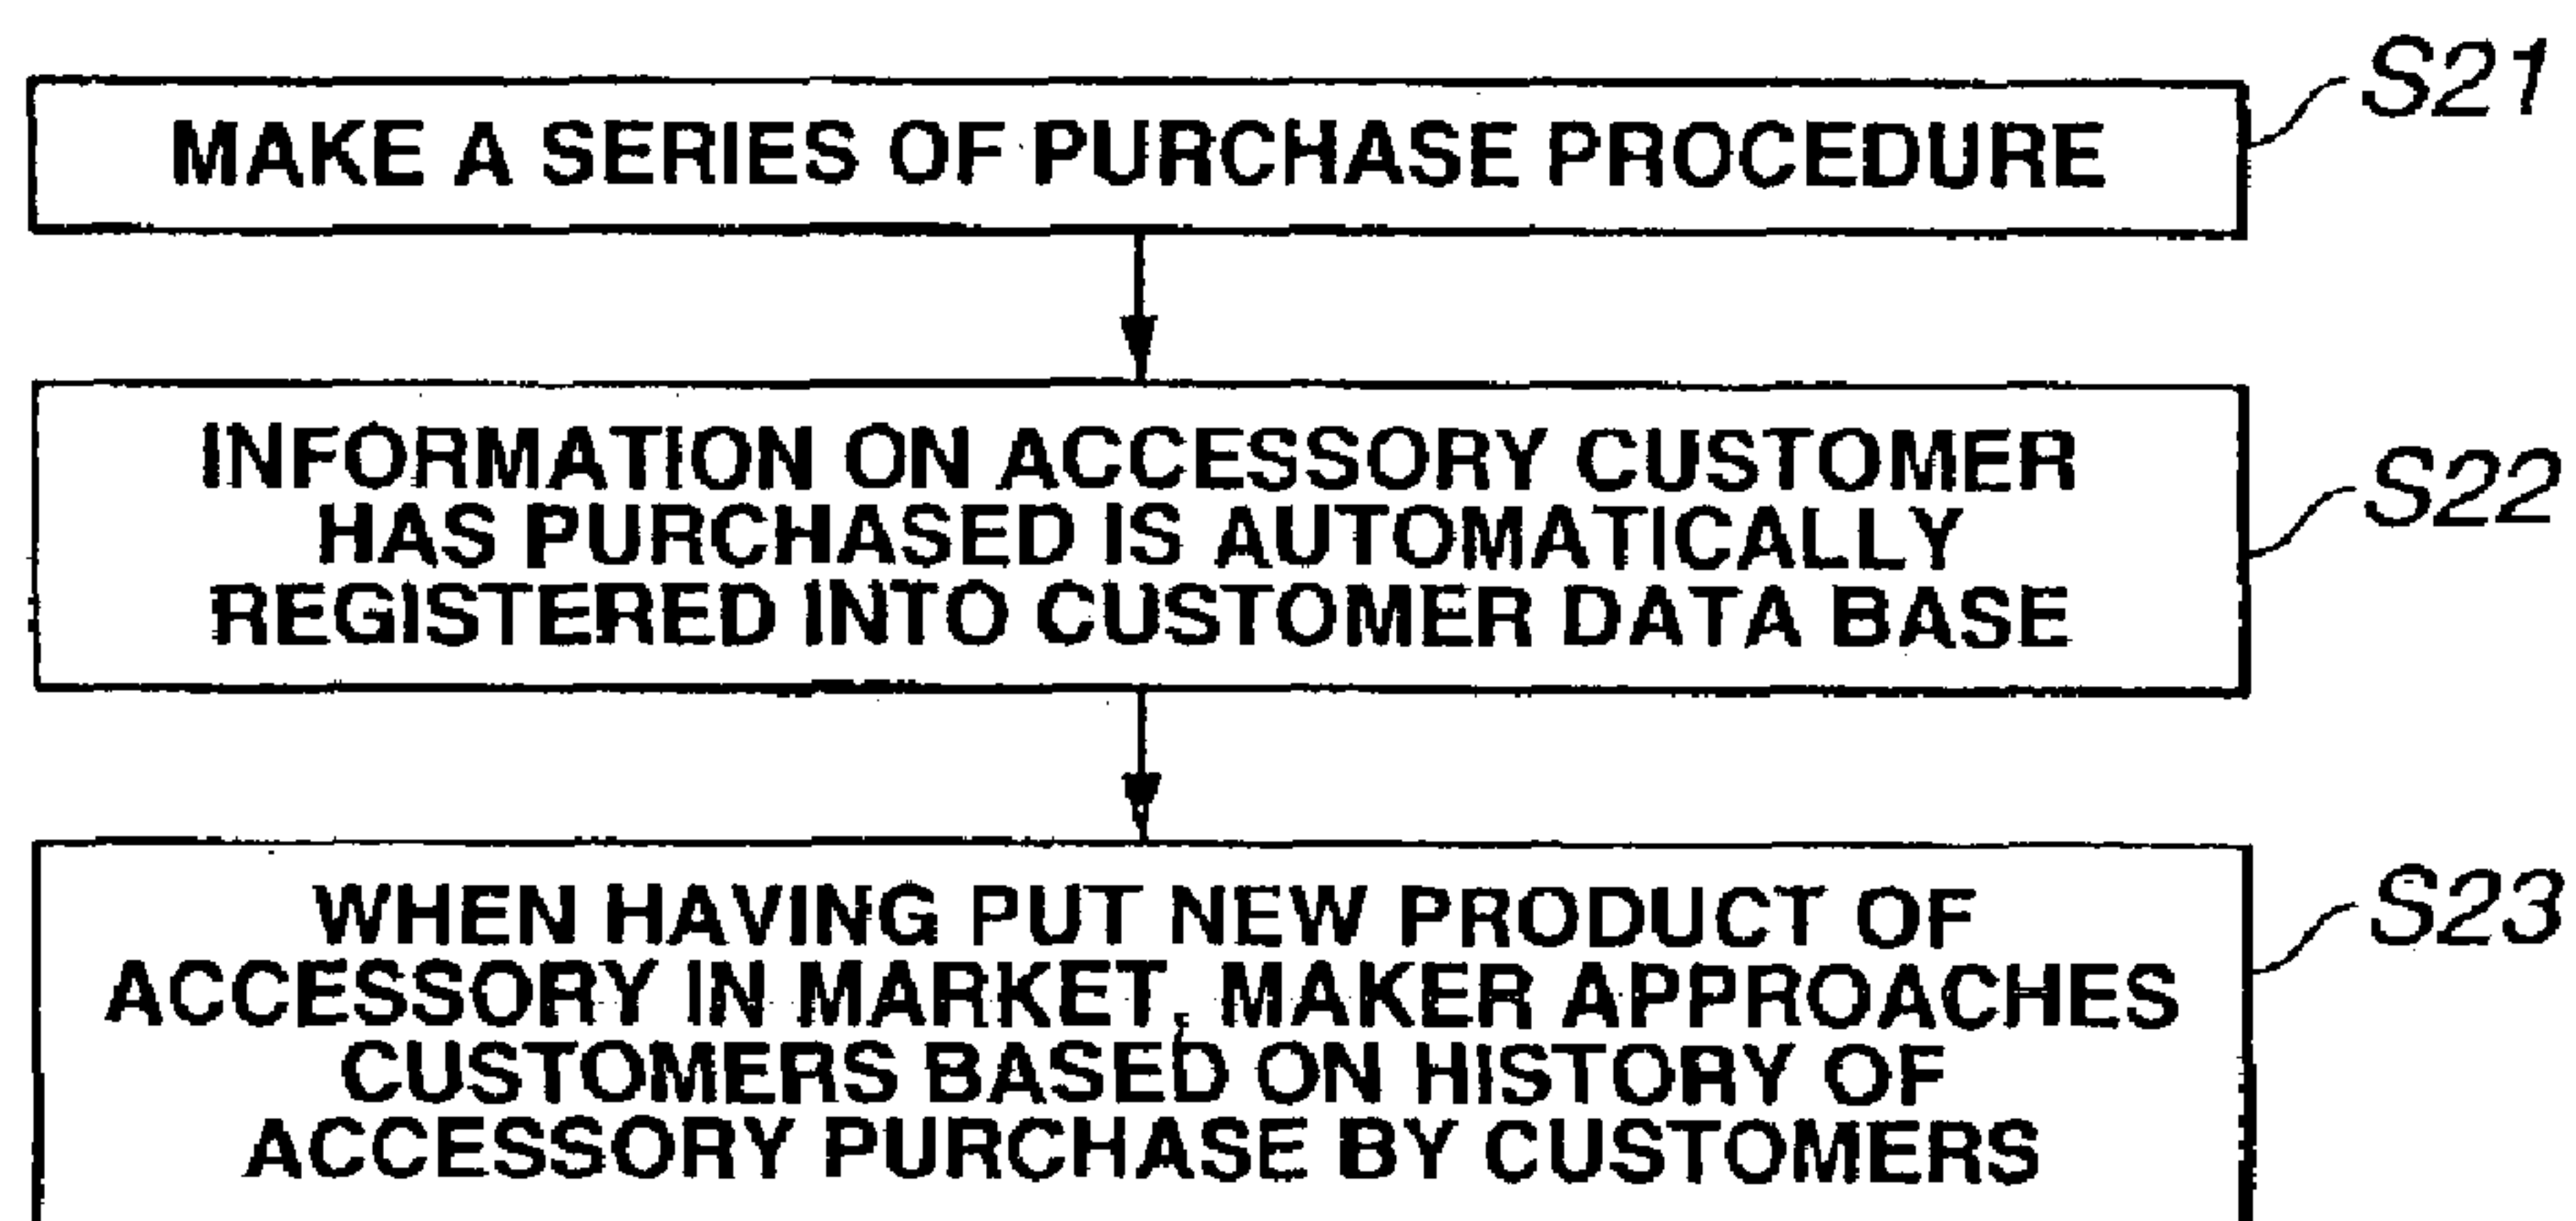 S21
MAKE A SERIES OF PURCHASE PROCEDURE
INFORMATION ON ACCESSORY CUSTOMER
HAS PURCHASED IS AUTOMATICALLY
REGISTERED INTO CUSTOMER DATA BASE
S22
WHEN HAVING PUT NEW PRODUCT OF
ACCESSORY IN MARKET, MAKER APPROACHES
CUSTOMERS BASED ON HISTORY OF
ACCESSORY PURCHASE BY CUSTOMERS
S23